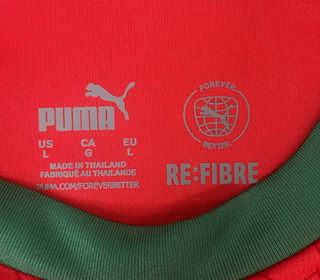 PUMA
US CA EU
L G L
MADE IN THAILAND
FABRIQUÉ AU THAILANDE
PUMA.COM/FOREVERBETTER
FOREVER.
BETTER.
RE:FIBRE